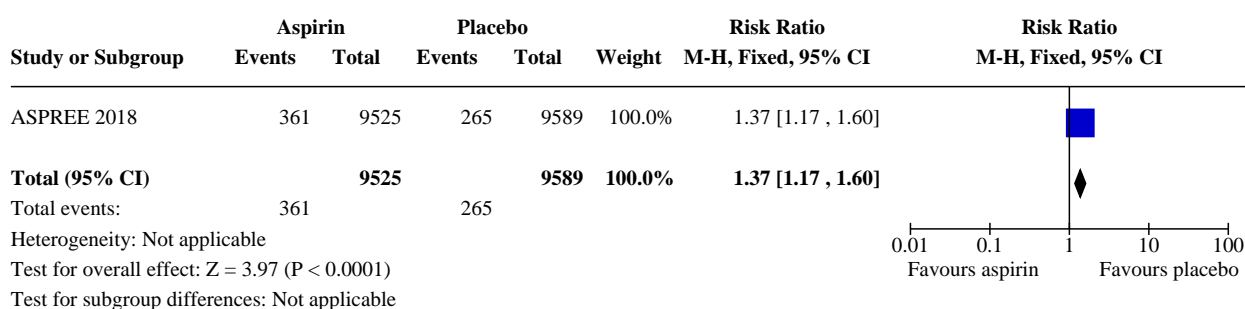 Aspirin Placebo Risk Ratio Risk Ratio
Study or Subgroup Events Total Events Total Weight M-H, Fixed, 95% CI M-H, Fixed, 95% CI
ASPREE 2018 361 9525 265 9589 100.0% 1.37 [1.17 , 1.60]
Total (95% CI) 9525 9589 100.0% 1.37 [1.17 , 1.60]
Total events: 361 265
Heterogeneity: Not applicable
0.01 0.1 1 10 100
Test for overall effect: Z = 3.97 (P < 0.0001)
Favours aspirin Favours placebo
Test for subgroup differences: Not applicable